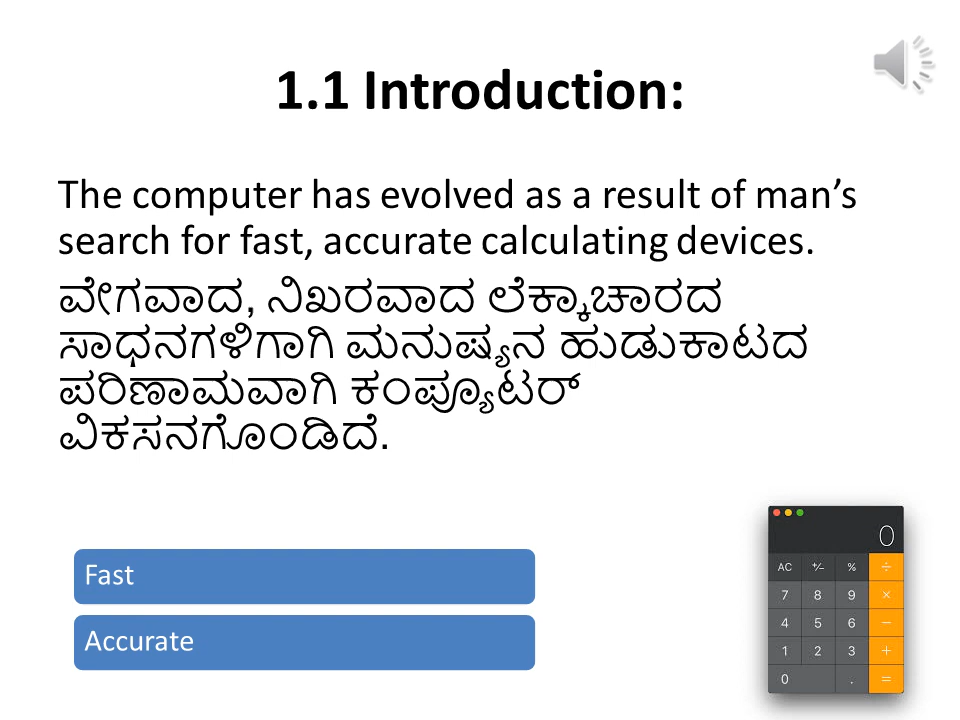 1.1 Introduction:
The computer has evolved as a result of man’s
search for fast, accurate calculating devices.
ವೇಗವಾದ, ನಿಖರವಾದ ಲೆಕ್ಕಾಚಾರದ
ಸಾಧನಗಳಿಗಾಗಿ ಮನುಷ್ಯನ ಹುಡುಕಾಟದ
ಪರಿಣಾಮವಾಗಿ ಕಂಪ್ಯೂಟರ್
ವಿಕಸನಗೊಂಡಿದೆ.
Fast
Accurate
0
AC +/− % ÷
7 8 9 ×
4 5 6 −
1 2 3 +
0 . =